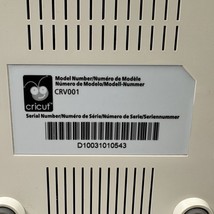 cricut
Model Number/Numéro de Modèle
Número de Modelo/Modell-Nummer
CRV001
Serial Number/Numéro de Série/Número de Serie/Seriennummer
D10031010543